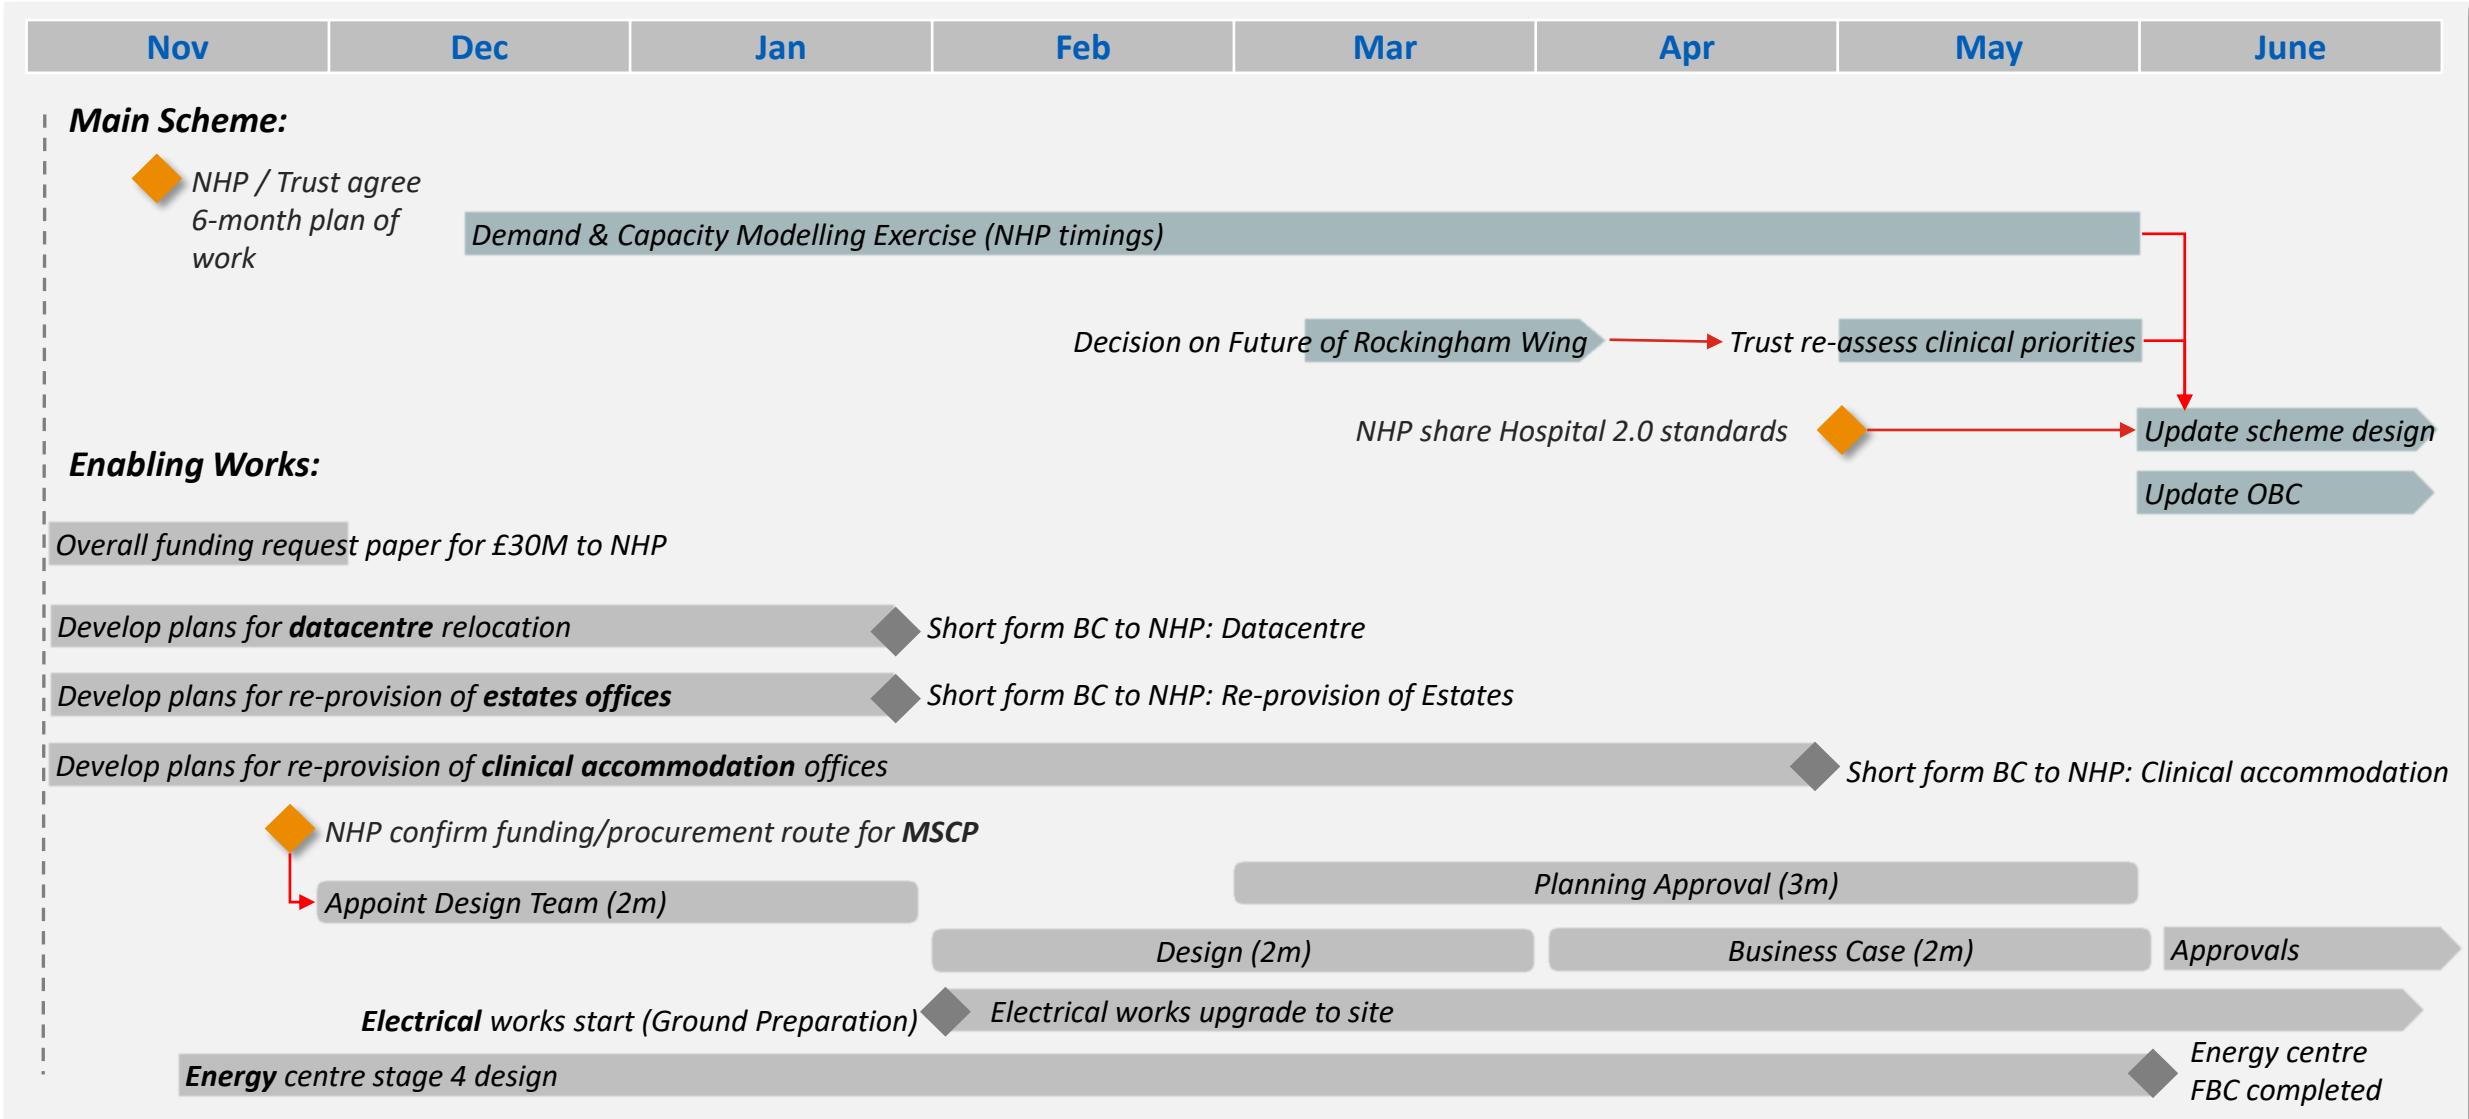 Nov Dec Jan Feb Mar Apr May June
Main Scheme:
NHP / Trust agree
6-month plan of
work
Demand & Capacity Modelling Exercise (NHP timings)
Decision on Future of Rockingham Wing
Trust re-assess clinical priorities
NHP share Hospital 2.0 standards
Update scheme design
Enabling Works:
Update OBC
Overall funding request paper for £30M to NHP
Develop plans for datacentre relocation
Short form BC to NHP: Datacentre
Develop plans for re-provision of estates offices
Short form BC to NHP: Re-provision of Estates
Develop plans for re-provision of clinical accommodation offices
Short form BC to NHP: Clinical accommodation
NHP confirm funding/procurement route for MSCP
Planning Approval (3m)
Appoint Design Team (2m)
Design (2m)
Business Case (2m)
Approvals
Electrical works start (Ground Preparation)
Electrical works upgrade to site
Energy centre stage 4 design
Energy centre
FBC completed